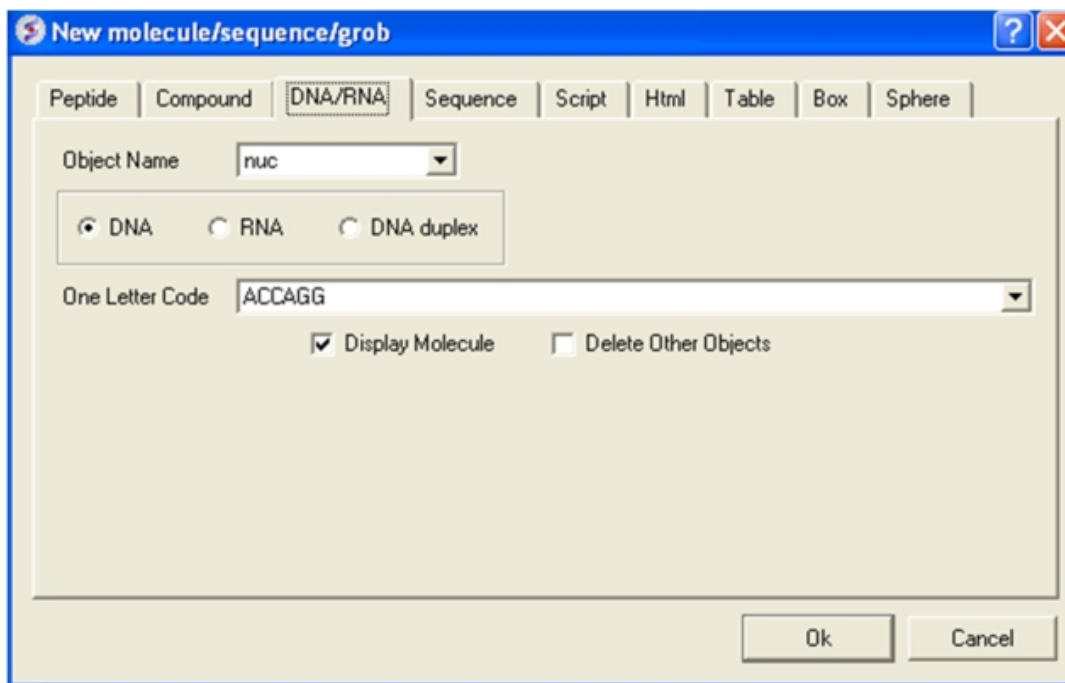 New molecule/sequence/grob ?
Peptide Compound DNA/RNA Sequence Script Html Table Box Sphere
Object Name nuc
DNA RNA DNA duplex
One Letter Code ACCAGG
Display Molecule Delete Other Objects
Ok Cancel